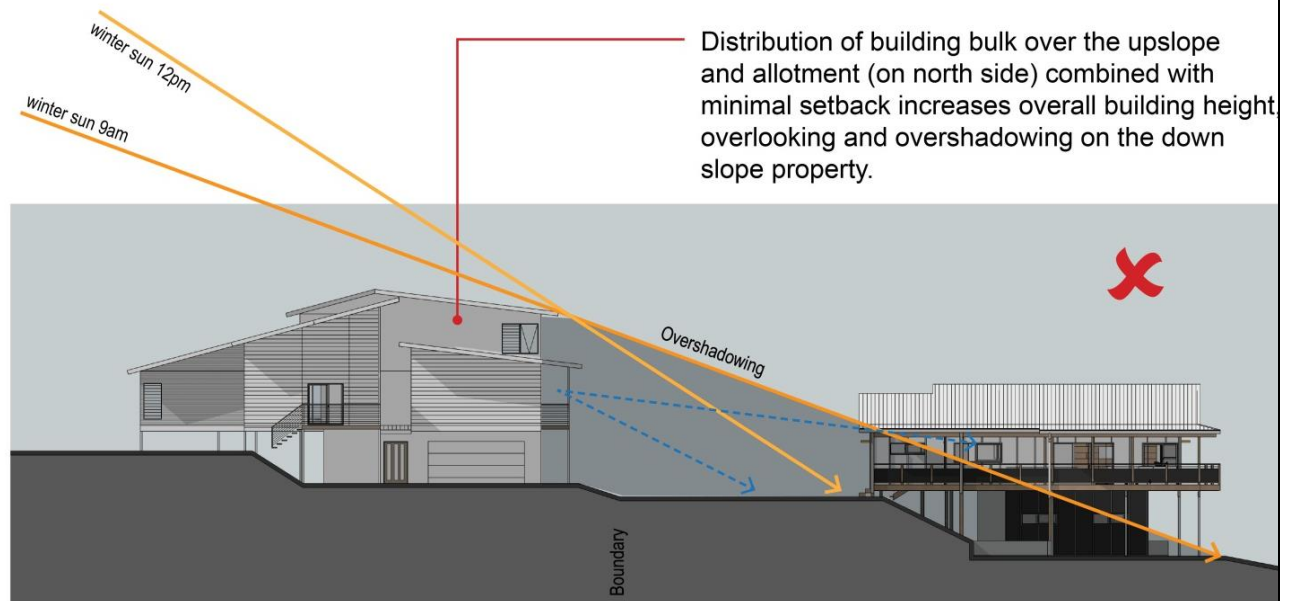 winter sun 12pm
winter sun 9am
Distribution of building bulk over the upslope
and allotment (on north side) combined with
minimal setback increases overall building height,
overlooking and overshadowing on the down
slope property.
Overshadowing
Boundary